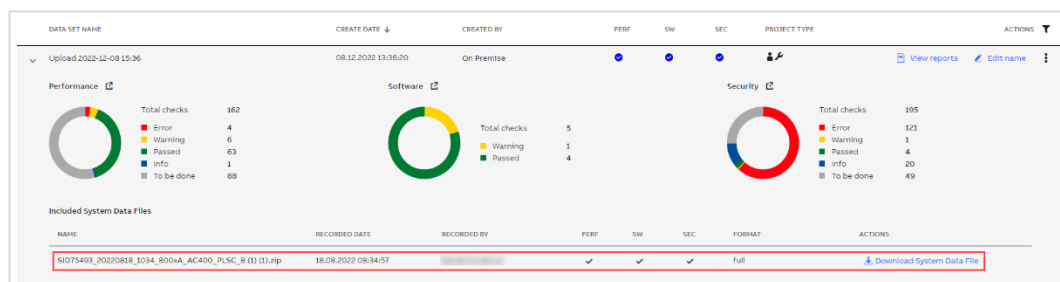 DATA SET NAME CREATE DATE CREATED BY PERF SW SEC PROJECT TYPE ACTIONS
Upload 2022-12-08 15:36 08.12.2022 13:36:20 On Premise View reports Edit name
Performance Software Security
Total checks 162
Error 4
Warning 6
Passed 63
Info 1
To be done 88
Total checks 5
Warning 1
Passed 4
Total checks 195
Error 121
Warning 1
Passed 4
Info 20
To be done 49
Included System Data Files
NAME RECORDED DATE RECORDED BY PERF SW SEC FORMAT ACTIONS
SID75493_20220818_1034_800xA_AC400_PLSC_B (1) (1).zip 18.08.2022 08:34:57 full Download System Data File